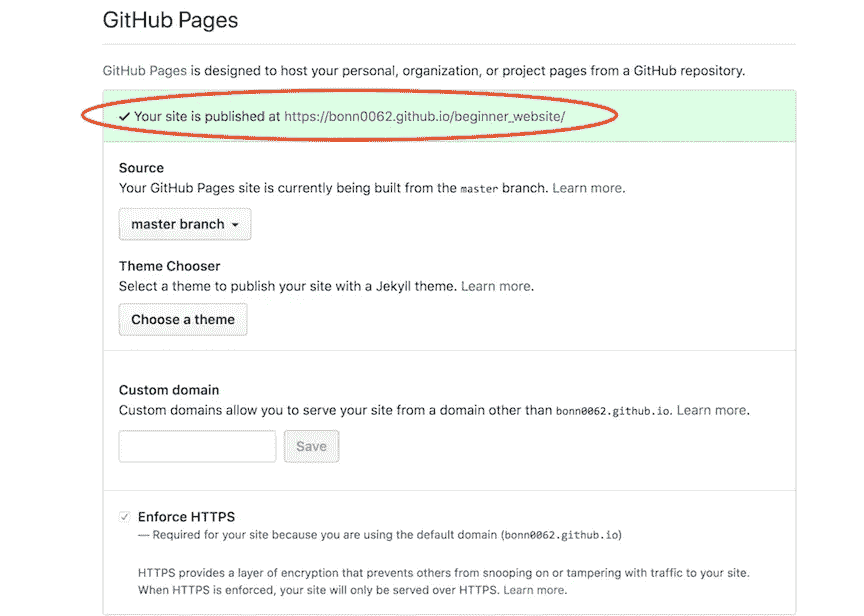 GitHub Pages
GitHub Pages is designed to host your personal, organization, or project pages from a GitHub repository.
✓ Your site is published at https://bonn0062.github.io/beginner_website/
Source
Your GitHub Pages site is currently being built from the master branch. Learn more.
master branch
Theme Chooser
Select a theme to publish your site with a Jekyll theme. Learn more.
Choose a theme
Custom domain
Custom domains allow you to serve your site from a domain other than bonn0062.github.io. Learn more.
Save
Enforce HTTPS
— Required for your site because you are using the default domain (bonn0062.github.io)
HTTPS provides a layer of encryption that prevents others from snooping on or tampering with traffic to your site.
When HTTPS is enforced, your site will only be served over HTTPS. Learn more.